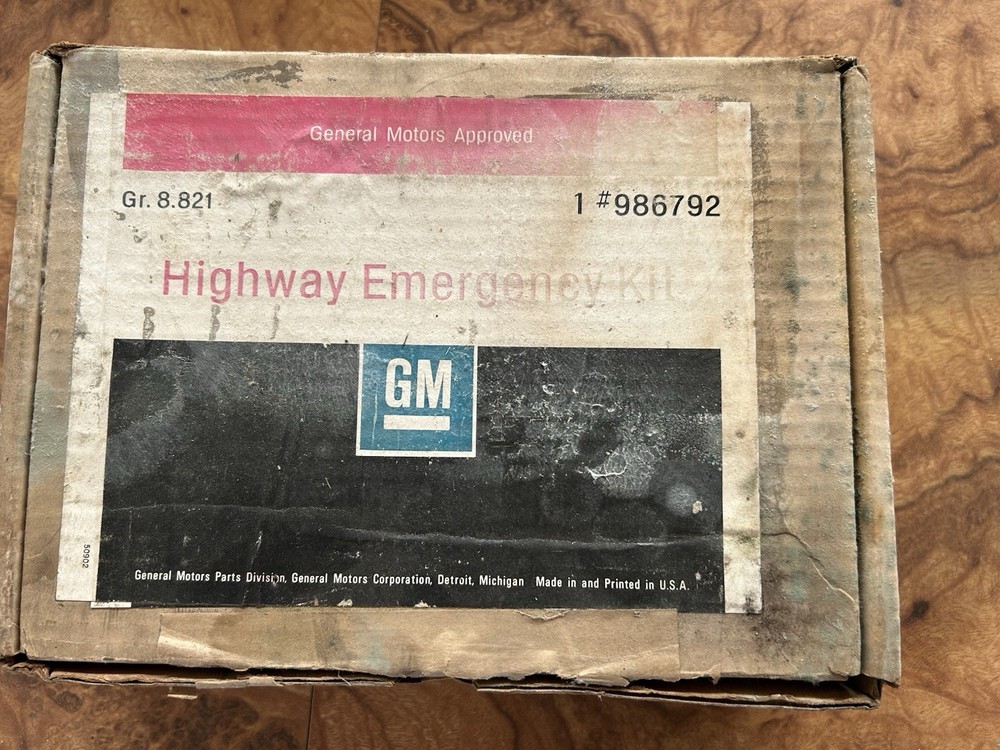 General Motors Approved
Gr. 8.821 1 #986792
Highway Emergency Kit
GM
50902
General Motors Parts Division, General Motors Corporation, Detroit, Michigan Made in and Printed in U.S.A.